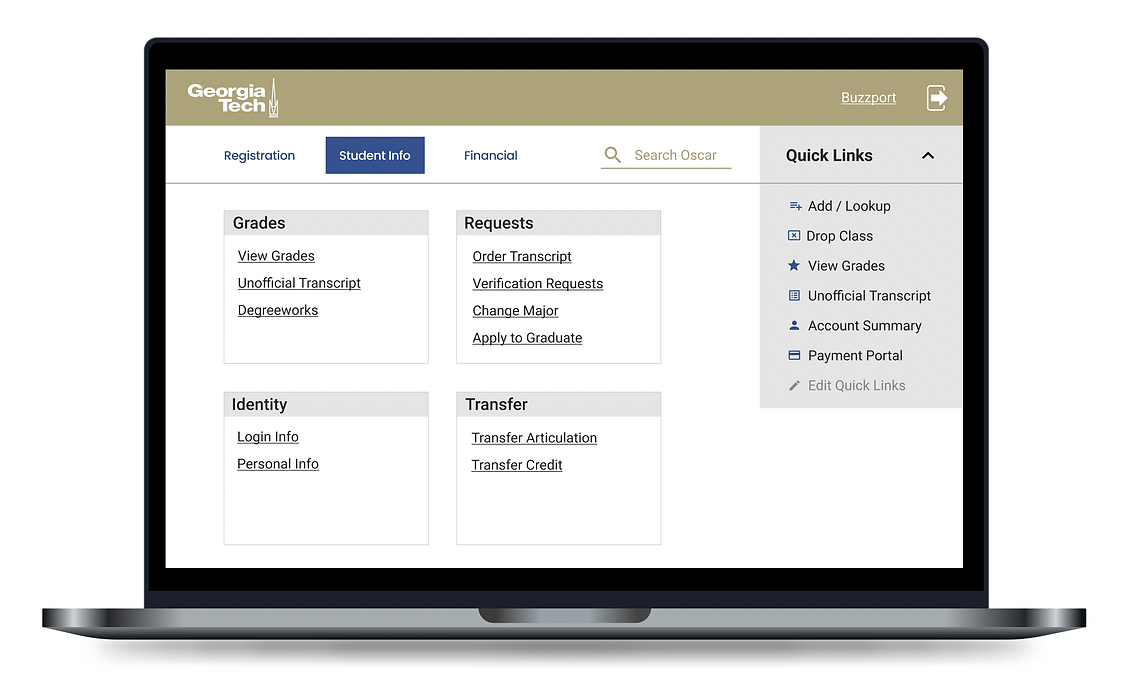 Georgia
Tech
Buzzport
Registration
Student Info
Financial
Search Oscar
Quick Links
Grades
View Grades
Unofficial Transcript
Degreeworks
Requests
Order Transcript
Verification Requests
Change Major
Apply to Graduate
Identity
Login Info
Personal Info
Transfer
Transfer Articulation
Transfer Credit
Add / Lookup
Drop Class
View Grades
Unofficial Transcript
Account Summary
Payment Portal
Edit Quick Links